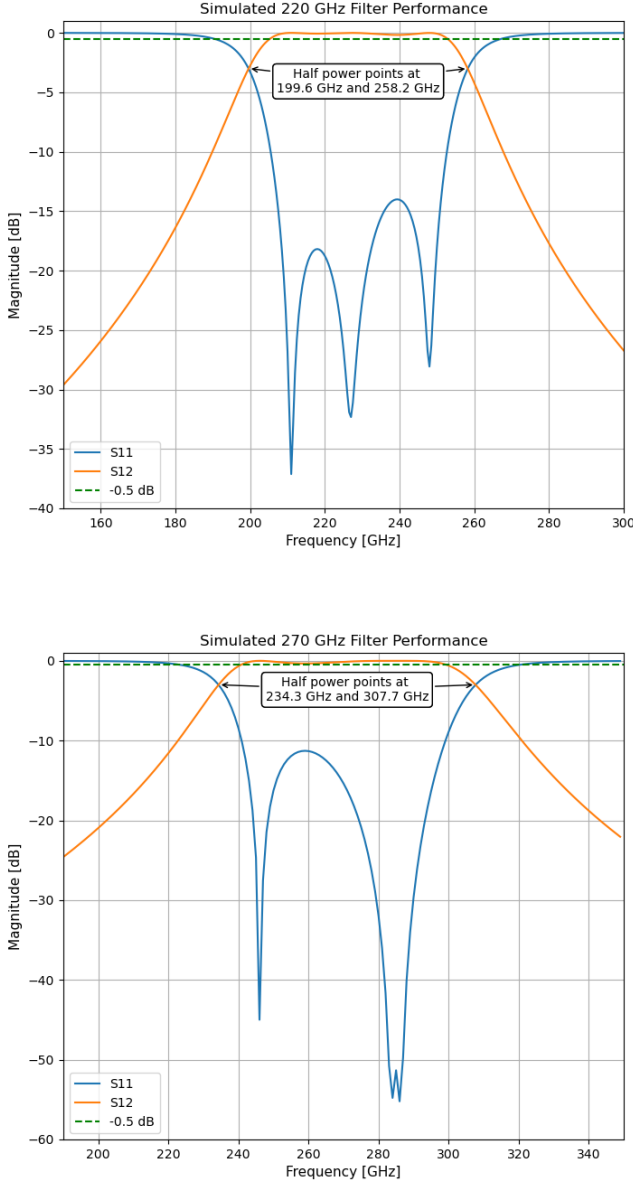 Simulated 220 GHz Filter Performance
0
−5
−10
−15
−20
−25
−30
−35
−40
Magnitude [dB]
Half power points at
199.6 GHz and 258.2 GHz
S11
S12
-0.5 dB
160 180 200 220 240 260 280 300
Frequency [GHz]
Simulated 270 GHz Filter Performance
0
−10
−20
−30
−40
−50
−60
Magnitude [dB]
Half power points at
234.3 GHz and 307.7 GHz
S11
S12
-0.5 dB
200 220 240 260 280 300 320 340
Frequency [GHz]